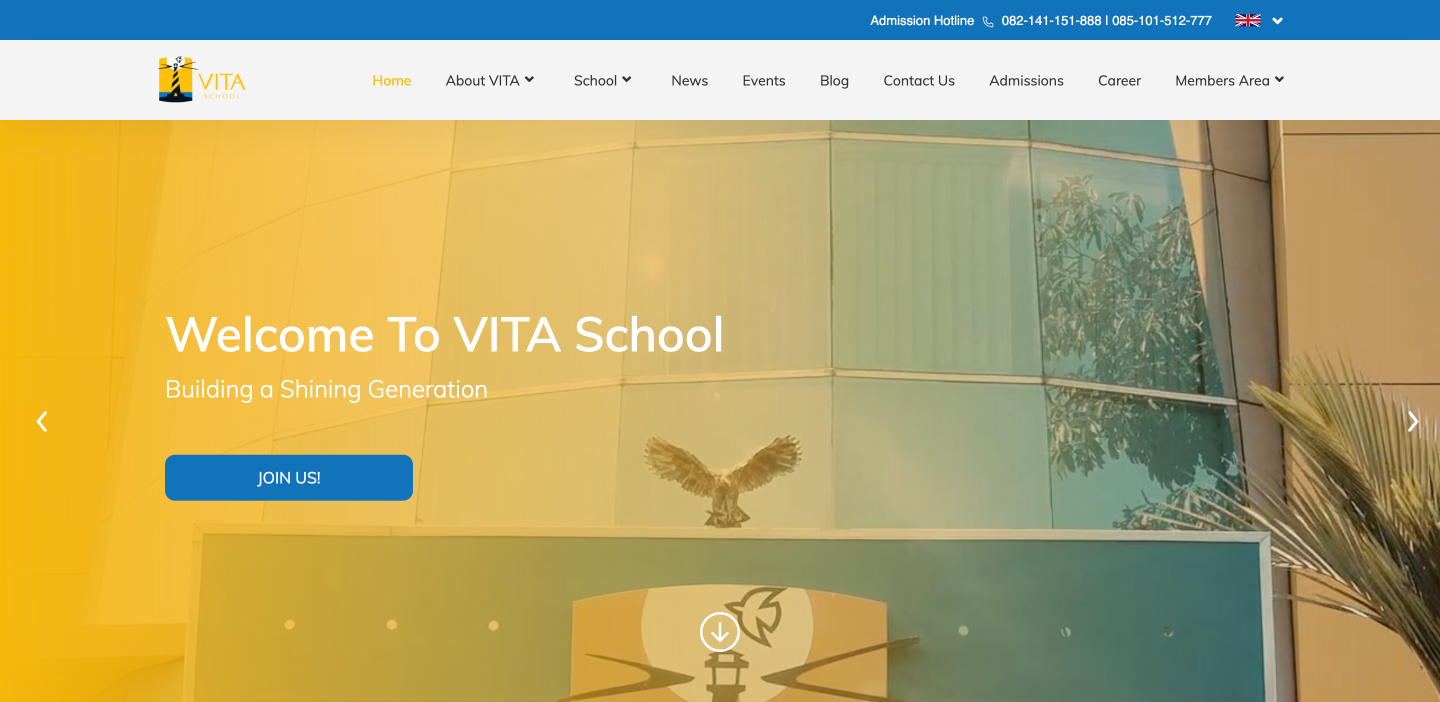 Admission Hotline 082-141-151-888 | 085-101-512-777
VITA
SCHOOL
Home About VITA School News Events Blog Contact Us Admissions Career Members Area
Welcome To VITA School
Building a Shining Generation
JOIN US!